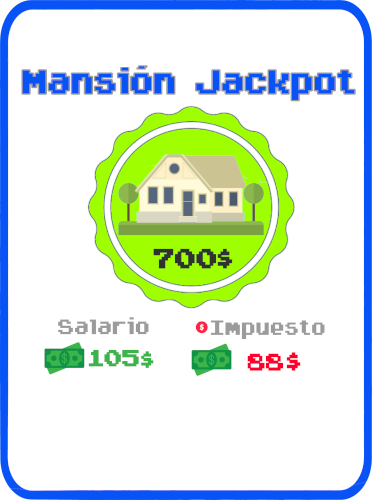 Mansión Jackpot
700$
Salario
Impuesto
105$
88$